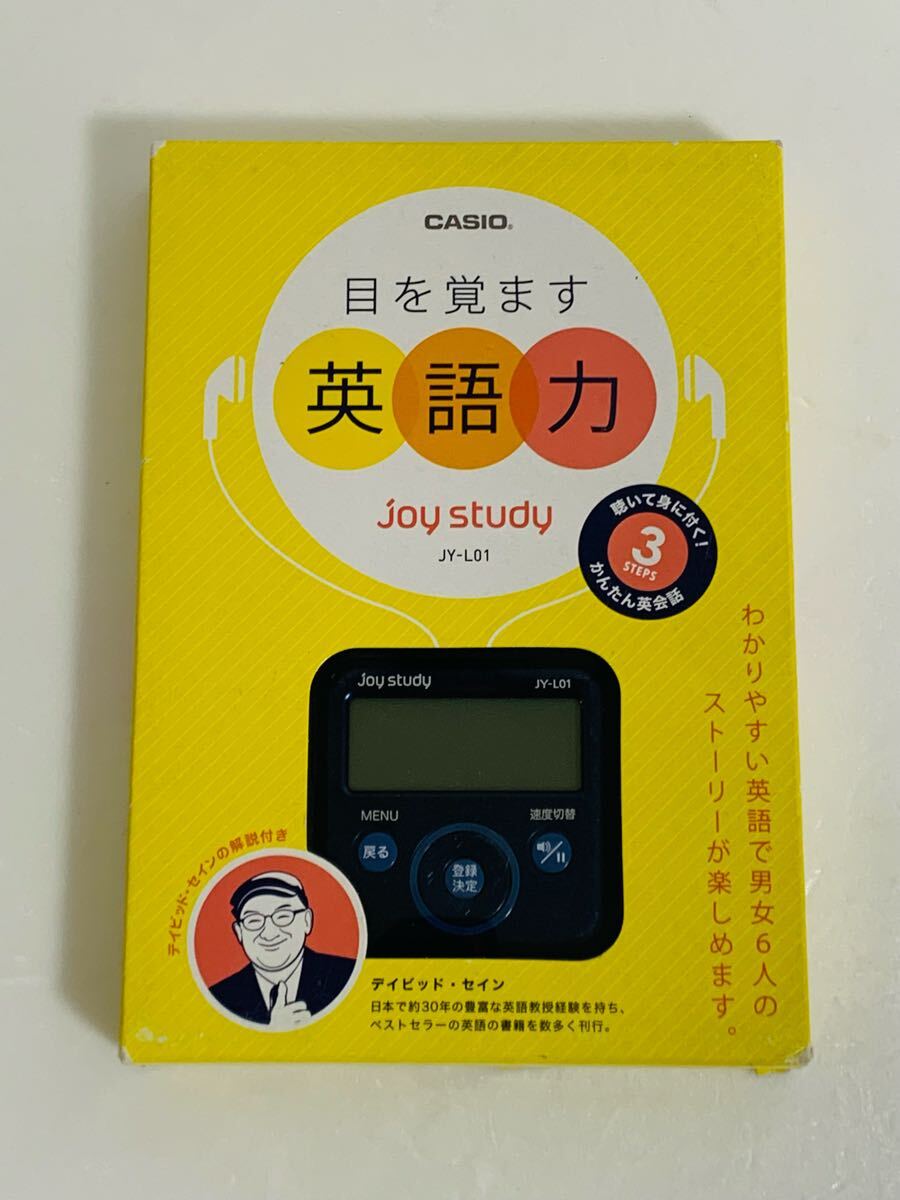 CASIO®
目を覚ます
英語力
joy study
JY-L01
聴いて身に付く!
3
STEPS
かんたん英会話
わかりやすい英語で男女6人の
ストーリーが楽しめます。
joy study
JY-L01
MENU
速度切替
戻る
登録
決定
デイビッド・セインの解説付き
デイビッド・セイン
日本で約30年の豊富な英語教授経験を持ち、
ベストセラーの英語の書籍を数多く刊行。